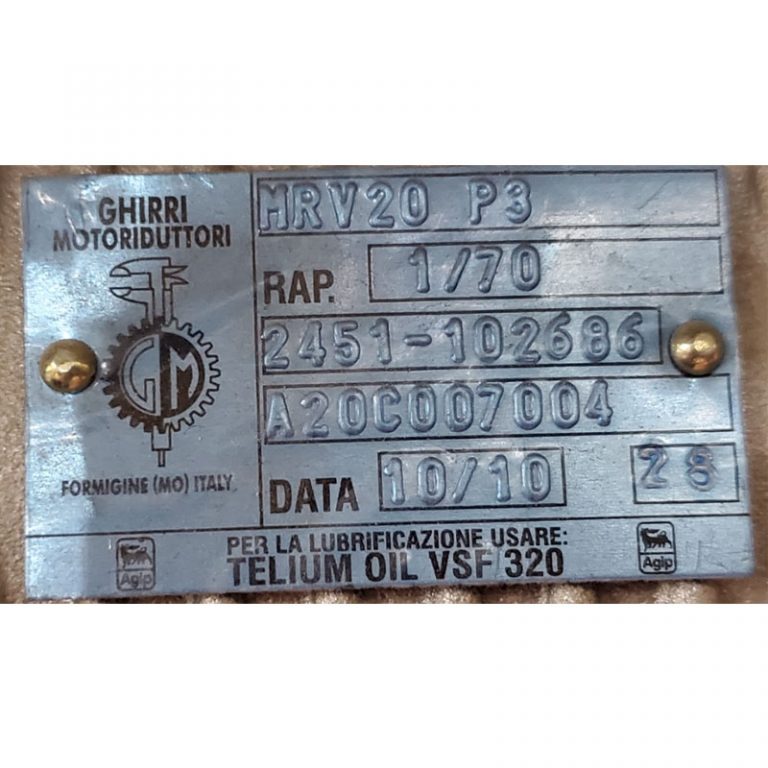 GHIRRI
MOTORIDUTTORI
GM
FORMIGINE (MO) ITALY
MRV20 P3
RAP. 1/70
2451-102686
A20C007004
DATA 10/10 28
PER LA LUBRIFICAZIONE USARE:
TELIUM OIL VSF 320
Agip
Agip